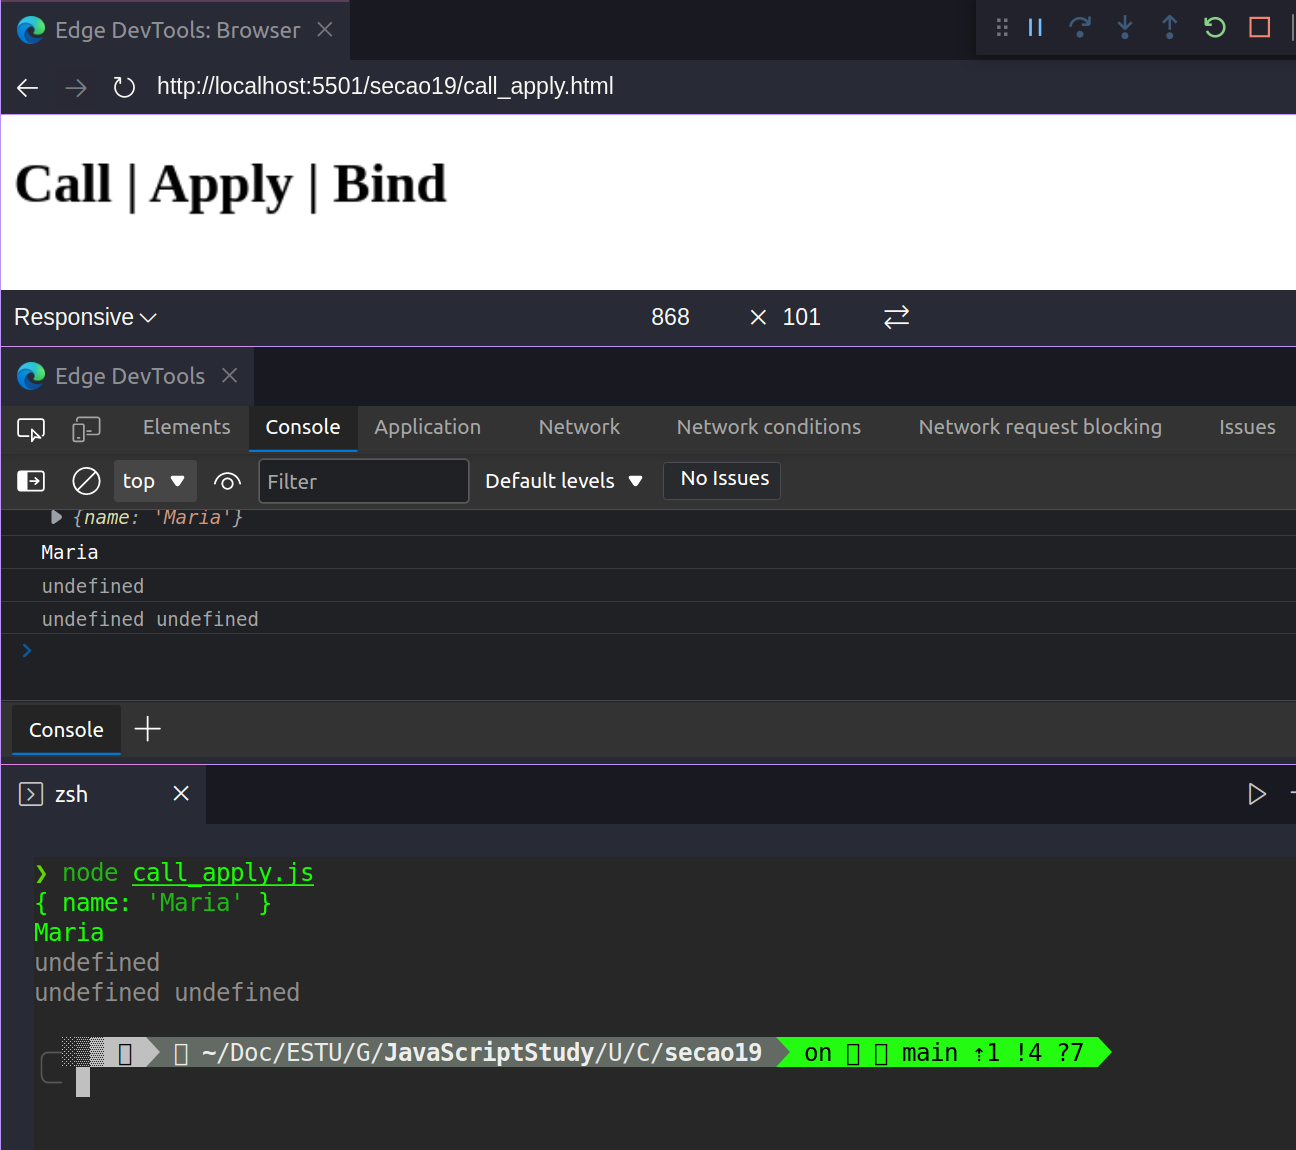 Edge DevTools: Browser
http://localhost:5501/secao19/call_apply.html
Call | Apply | Bind
Responsive 868 × 101
Edge DevTools
Elements Console Application Network Network conditions Network request blocking Issues
top Filter Default levels No Issues
{name: 'Maria'}
Maria
undefined
undefined undefined
Console
zsh
❯ node call_apply.js
{ name: 'Maria' }
Maria
undefined
undefined undefined
~/Doc/ESTU/G/JavaScriptStudy/U/C/secao19 on main ⇡1 !4 ?7